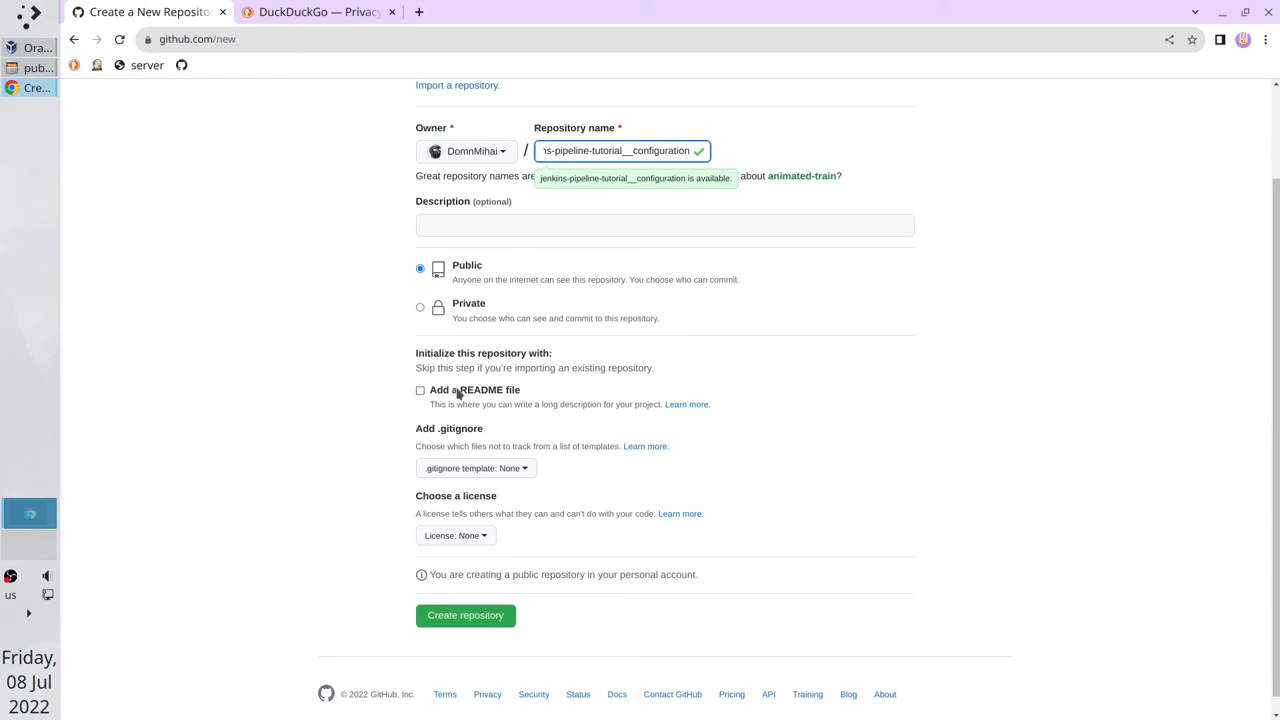 Create a New Repositor
DuckDuckGo — Privacy
github.com/new
server
Ora...
pub...
Cre...
Import a repository.
Owner *
Repository name *
DomnMihai
/
ns-pipeline-tutorial__configuration
Great repository names are
jenkins-pipeline-tutorial__configuration is available.
about animated-train?
Description (optional)
Public
Anyone on the internet can see this repository. You choose who can commit.
Private
You choose who can see and commit to this repository.
Initialize this repository with:
Skip this step if you're importing an existing repository.
Add a README file
This is where you can write a long description for your project. Learn more.
Add .gitignore
Choose which files not to track from a list of templates. Learn more.
.gitignore template: None
Choose a license
A license tells others what they can and can't do with your code. Learn more.
License: None
You are creating a public repository in your personal account.
Create repository
© 2022 GitHub, Inc.
Terms
Privacy
Security
Status
Docs
Contact GitHub
Pricing
API
Training
Blog
About
us
Friday,
08 Jul
2022